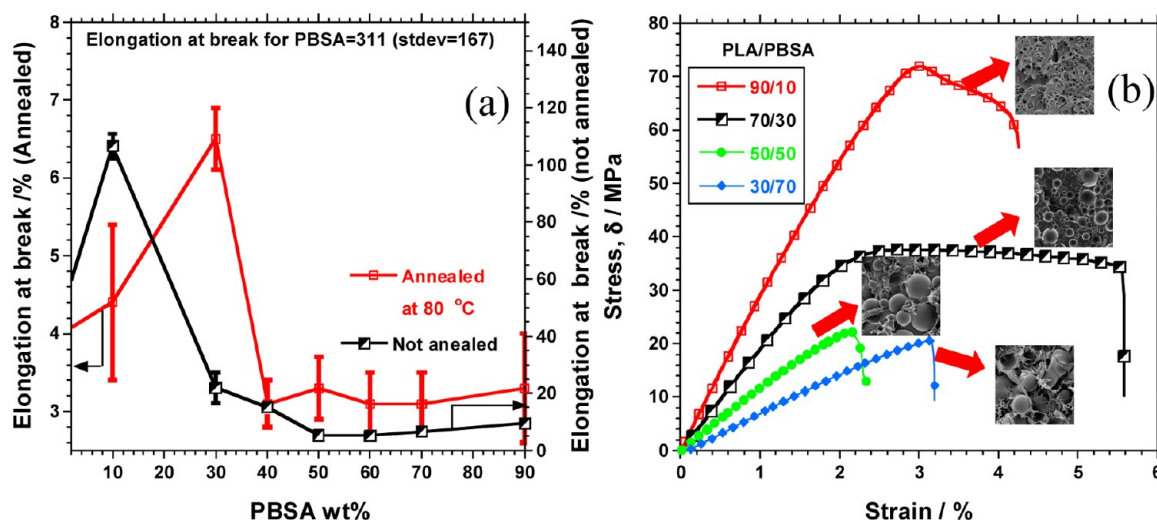 Elongation at break for PBSA=311 (stdev=167)
(a)
Elongation at break /% (Annealed)
8
7
6
5
4
3
Annealed
at 80 °C
Not anealed
150
140
120
100
80
60
40
20
0
Elongation at break /% (not annealed)
10 20 30 40 50 60 70 80 90
PBSA wt%
(b)
Stress, δ / MPa
80
70
60
50
40
30
20
10
0
PLA/PBSA
90/10
70/30
50/50
30/70
0 1 2 3 4 5 6
Strain / %